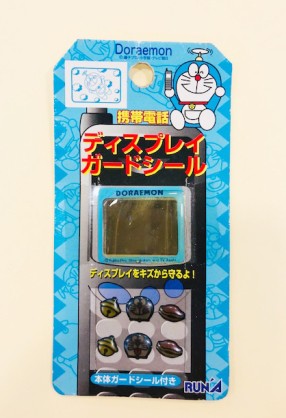 Doraemon
携帯電話
ディスプレイ
ガードシール
DORAEMON
ディスプレイをキズから守るよ！
本体ガードシール付き
RUN'A